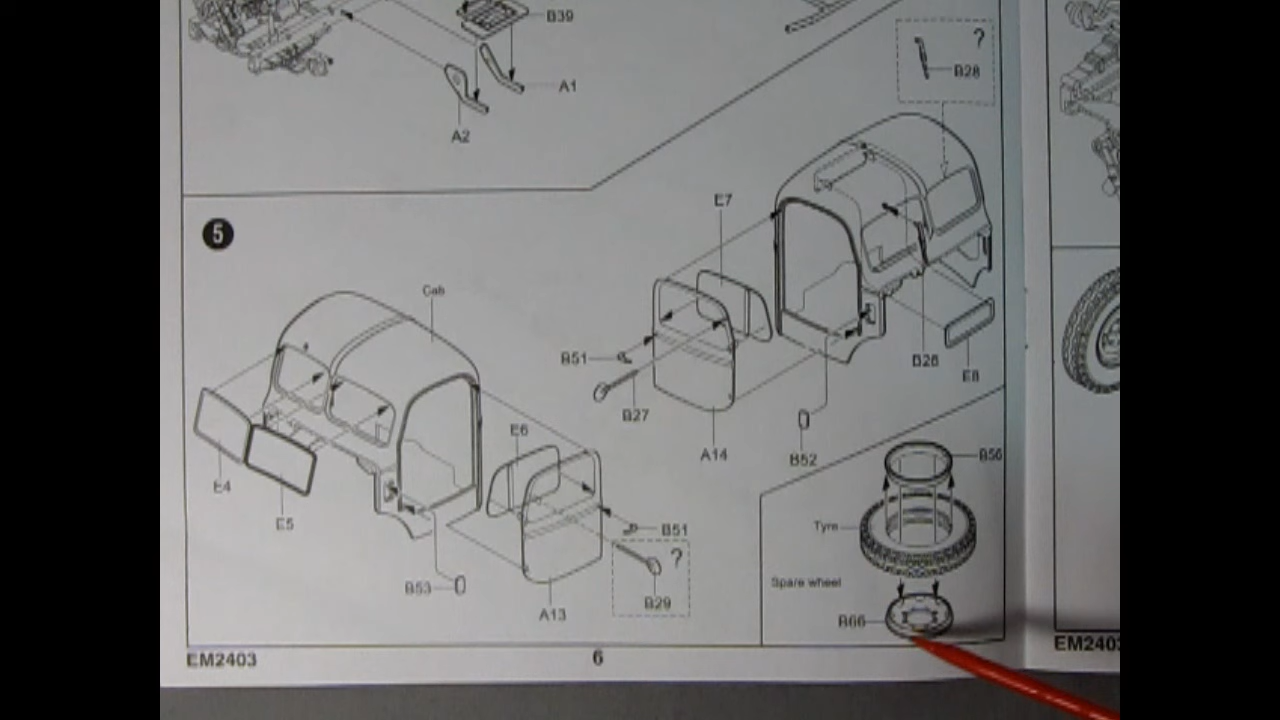 B39
A1
A2
?
B28
5
E7
Cab
B51
B27
A14
B52
B28
E8
E4
E5
E6
B51
?
B29
B53
A13
B56
Tyre
Spare wheel
B66
EM2403
6
EM2403